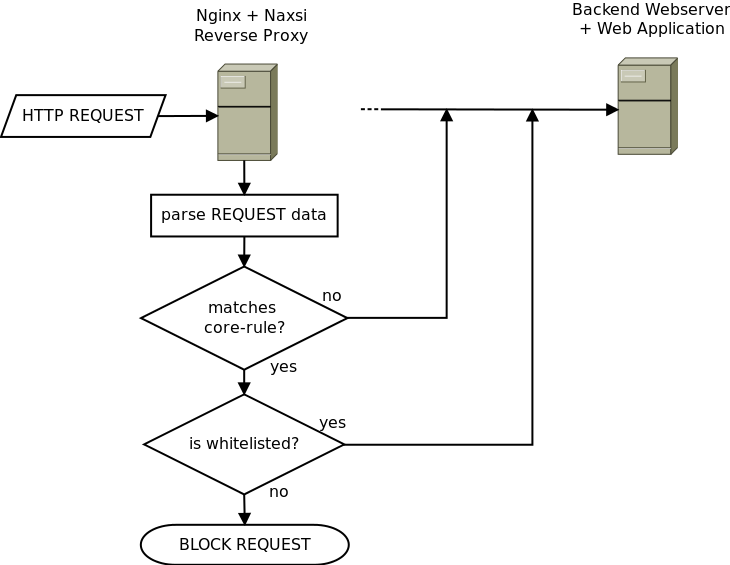 Nginx + Naxsi
Reverse Proxy
Backend Webserver
+ Web Application
HTTP REQUEST
parse REQUEST data
no
matches
core-rule?
yes
yes
is whitelisted?
no
BLOCK REQUEST